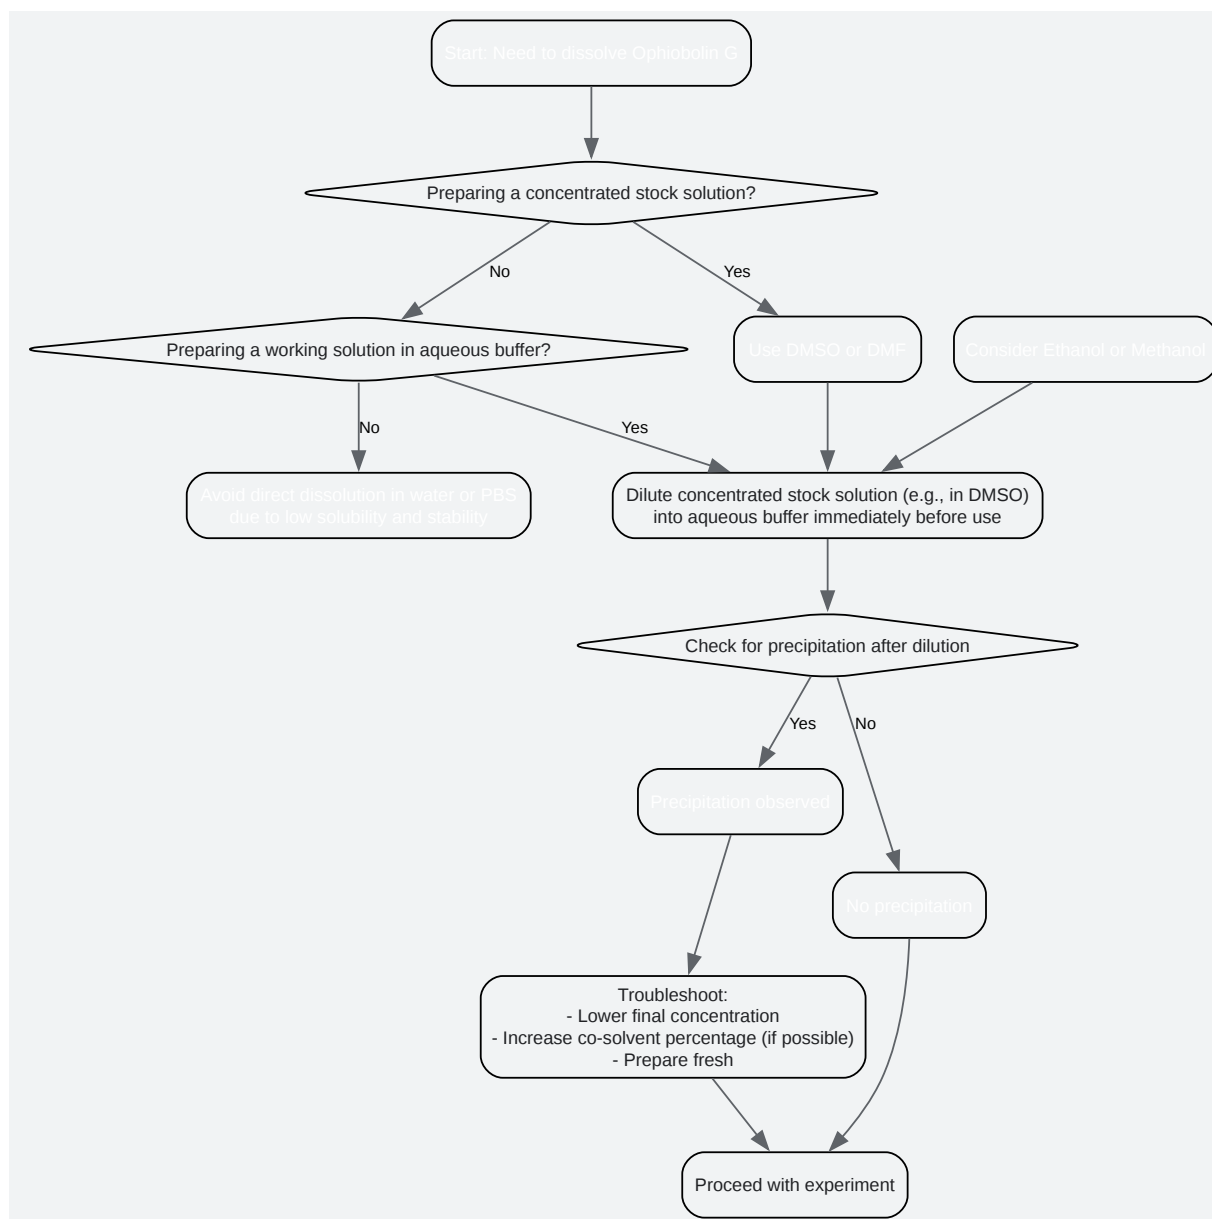 Start: Need to dissolve Ophiobolin G
Preparing a concentrated stock solution?
No
Yes
Preparing a working solution in aqueous buffer?
Use DMSO or DMF
Consider Ethanol or Methanol
No
Yes
Avoid direct dissolution in water or PBS
due to low solubility and stability
Dilute concentrated stock solution (e.g., in DMSO)
into aqueous buffer immediately before use
Check for precipitation after dilution
Yes
No
Precipitation observed
No precipitation
Troubleshoot:
- Lower final concentration
- Increase co-solvent percentage (if possible)
- Prepare fresh
Proceed with experiment